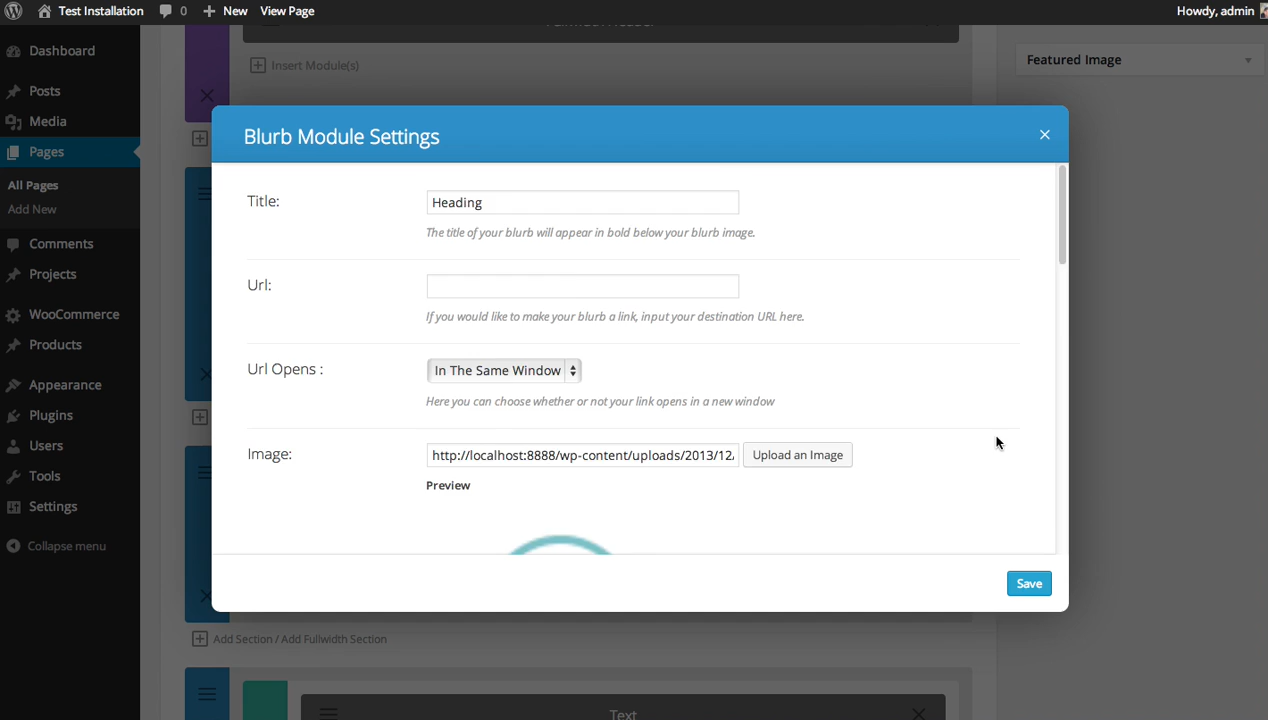 Test Installation 0 New View Page Howdy, admin
Dashboard
Posts
Media
Pages
All Pages
Add New
Comments
Projects
WooCommerce
Products
Appearance
Plugins
Users
Tools
Settings
Collapse menu
Insert Module(s)
Featured Image
Blurb Module Settings
Title:
Heading
The title of your blurb will appear in bold below your blurb image.
Url:
If you would like to make your blurb a link, input your destination URL here.
Url Opens :
In The Same Window
Here you can choose whether or not your link opens in a new window
Image:
http://localhost:8888/wp-content/uploads/2013/12
Upload an Image
Preview
Save
Add Section / Add Fullwidth Section
Text